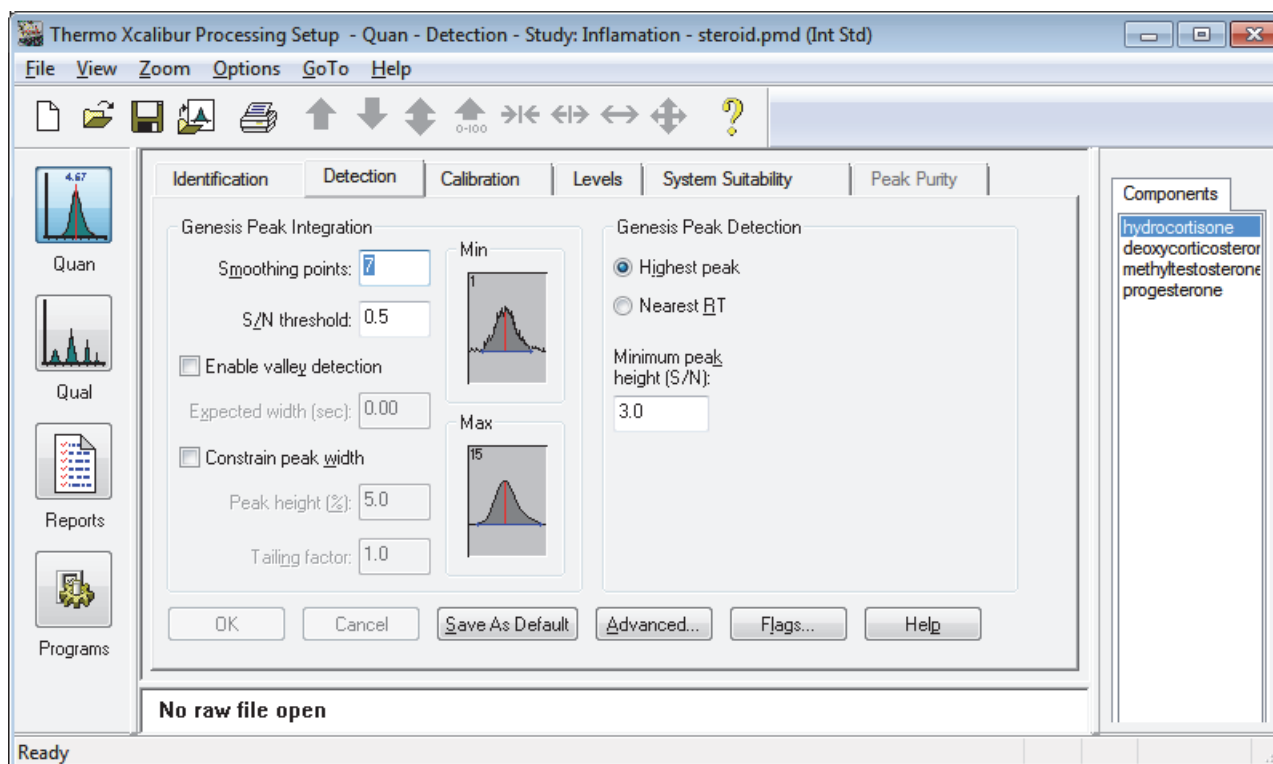 Thermo Xcalibur Processing Setup - Quan - Detection - Study: Inflamation - steroid.pmd (Int Std)
File View Zoom Options GoTo Help
0-100
4.67
Quan
Qual
Reports
Programs
Identification Detection Calibration Levels System Suitability Peak Purity
Genesis Peak Integration
Smoothing points: 7
S/N threshold: 0.5
Enable valley detection
Expected width (sec): 0.00
Constrain peak width
Peak height (%): 5.0
Tailing factor: 1.0
Min
1
Max
15
Genesis Peak Detection
Highest peak
Nearest RT
Minimum peak
height (S/N):
3.0
OK Cancel Save As Default Advanced... Flags... Help
No raw file open
Components
hydrocortisone
deoxycorticosteror
methyltestosterone
progesterone
Ready